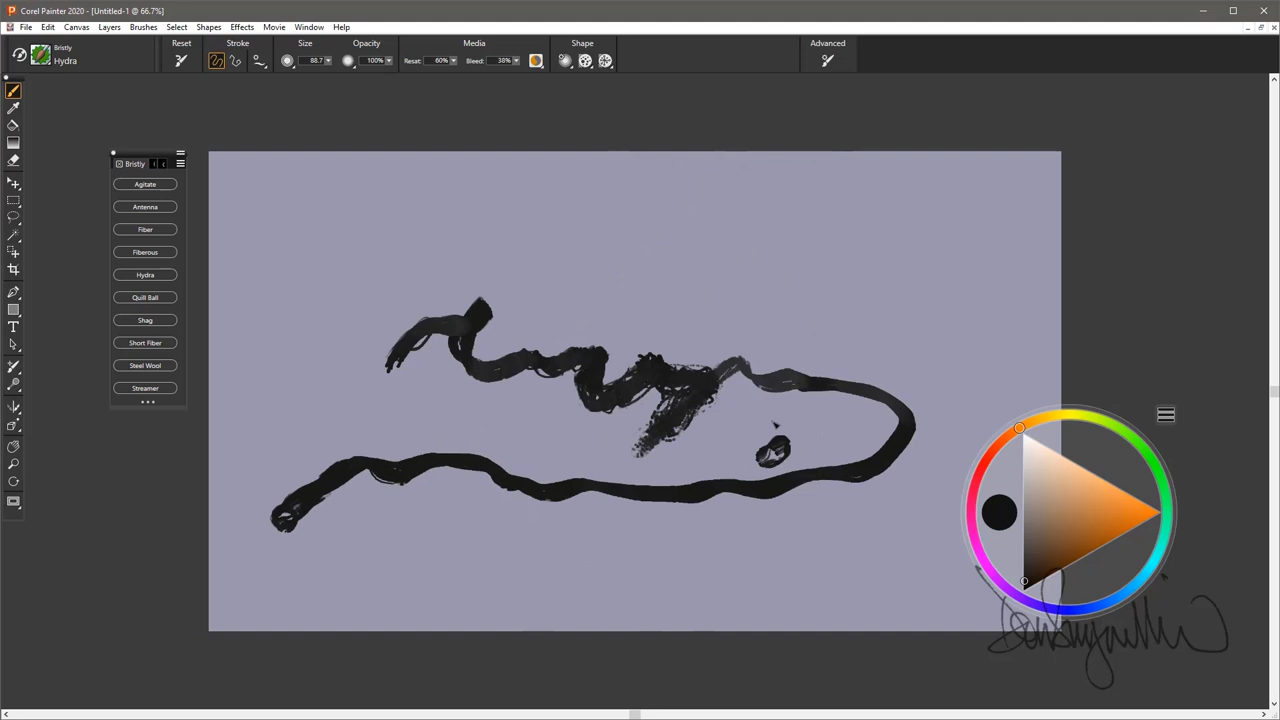 Corel Painter 2020 - [Untitled-1 @ 66.7%]
File Edit Canvas Layers Brushes Select Shapes Effects Movie Window Help
Bristly
Hydra
Reset Stroke Size Opacity Media Shape Advanced
88.7 100% Resat: 60% Bleed: 38%
Bristly
Agitate
Antenna
Fiber
Fiberous
Hydra
Quill Ball
Shag
Short Fiber
Steel Wool
Streamer